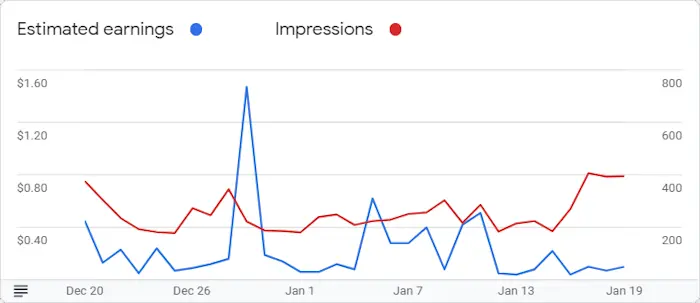 Estimated earnings Impressions
$1.60 800
$1.20 600
$0.80 400
$0.40 200
Dec 20 Dec 26 Jan 1 Jan 7 Jan 13 Jan 19